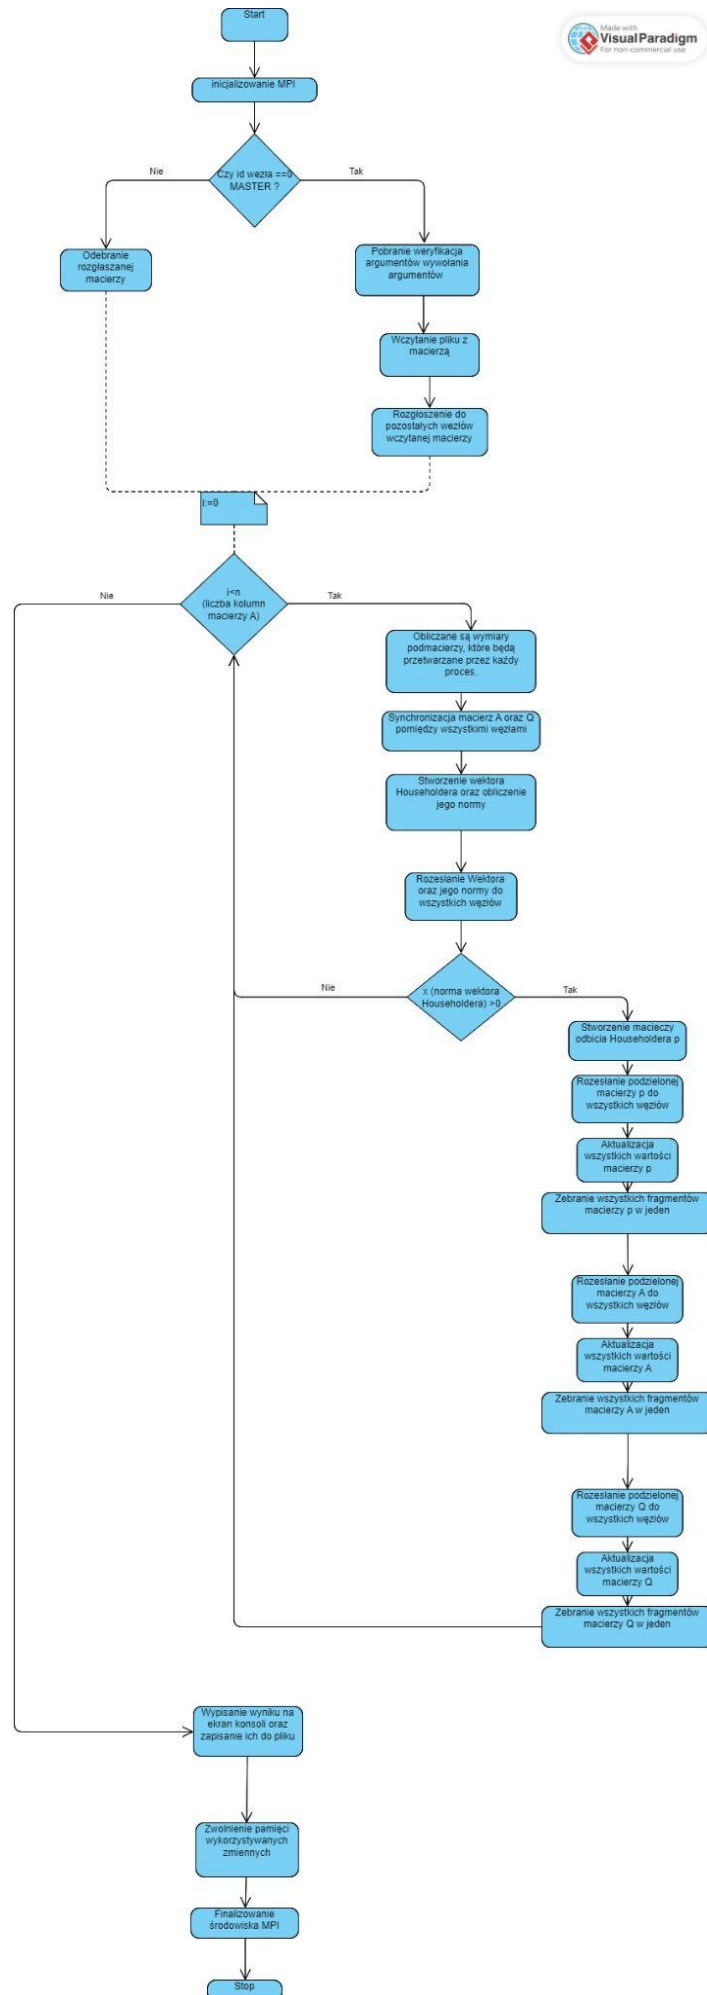 Start
Made with
VisualParadigm
For non-commercial use
inicjalizowanie MPI
Nie
Czy id wezła ==0
MASTER ?
Tak
Odebranie
rozgłaszanej
macierzy
Pobranie weryfikacja
argumentów wywołania
argumentów
Wczytanie pliku z
macierzą
Rozgłoszenie do
pozostałych wezłów
wczytanej macierzy
i:=0
Nie
i<n
(liczba kolumn
macierzy A)
Tak
Obliczane są wymiary
podmacierzy, które będą
przetwarzane przez każdy
proces.
Synchronizacja macierz A oraz Q
pomiędzy wszystkimi węzłami
Stworzenie wektora
Householdera oraz obliczenie
jego normy
Rozesłanie Wektora
oraz jego normy do
wszystkich węzłów
Nie
x (norma wektora
Householdera) >0
Tak
Stworzenie macieczy
odbicia Householdera p
Rozesłanie podzielonej
macierzy p do
wszystkich węzłów
Aktualizacja
wszystkich wartości
macierzy p
Zebranie wszystkich fragmentów
macierzy p w jeden
Rozesłanie podzielonej
macierzy A do
wszystkich węzłów
Aktualizacja
wszystkich wartości
macierzy A
Zebranie wszystkich fragmentów
macierzy A w jeden
Rozesłanie podzielonej
macierzy Q do
wszystkich węzłów
Aktualizacja
wszystkich wartości
macierzy Q
Zebranie wszystkich fragmentów
macierzy Q w jeden
Wypisanie wyniku na
ekran konsoli oraz
zapisanie ich do pliku
Zwolnienie pamięci
wykorzystywanych
zmiennych
Finalizowanie
środowiska MPI
Stop